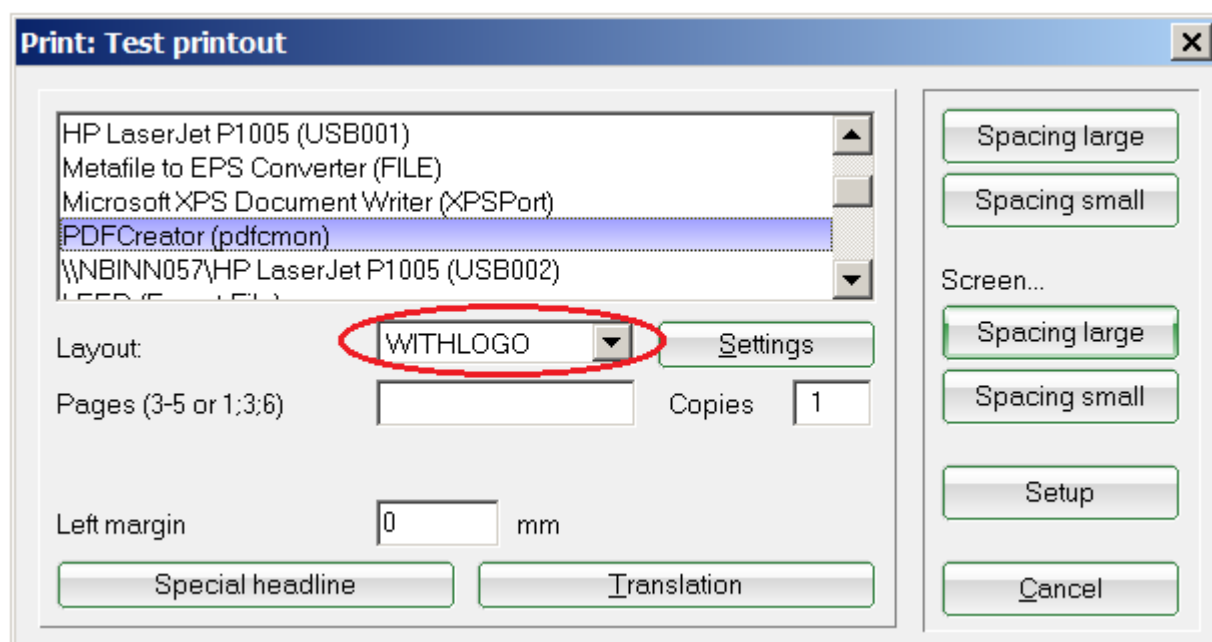 Print: Test printout
HP LaserJet P1005 (USB001)
Metafile to EPS Converter (FILE)
Microsoft XPS Document Writer (XPSPort)
PDFCreator (pdfcmon)
\\NBINN057\HP LaserJet P1005 (USB002)
Layout:
WITHLOGO
Settings
Pages (3-5 or 1;3;6)
Copies
1
Left margin
0
mm
Special headline
Translation
Spacing large
Spacing small
Screen...
Spacing large
Spacing small
Setup
Cancel